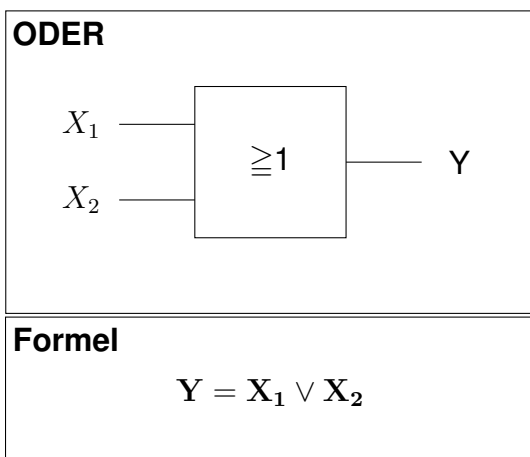 ODER
X₁
≧1
Y
X₂
Formel
Y = X₁ ∨ X₂